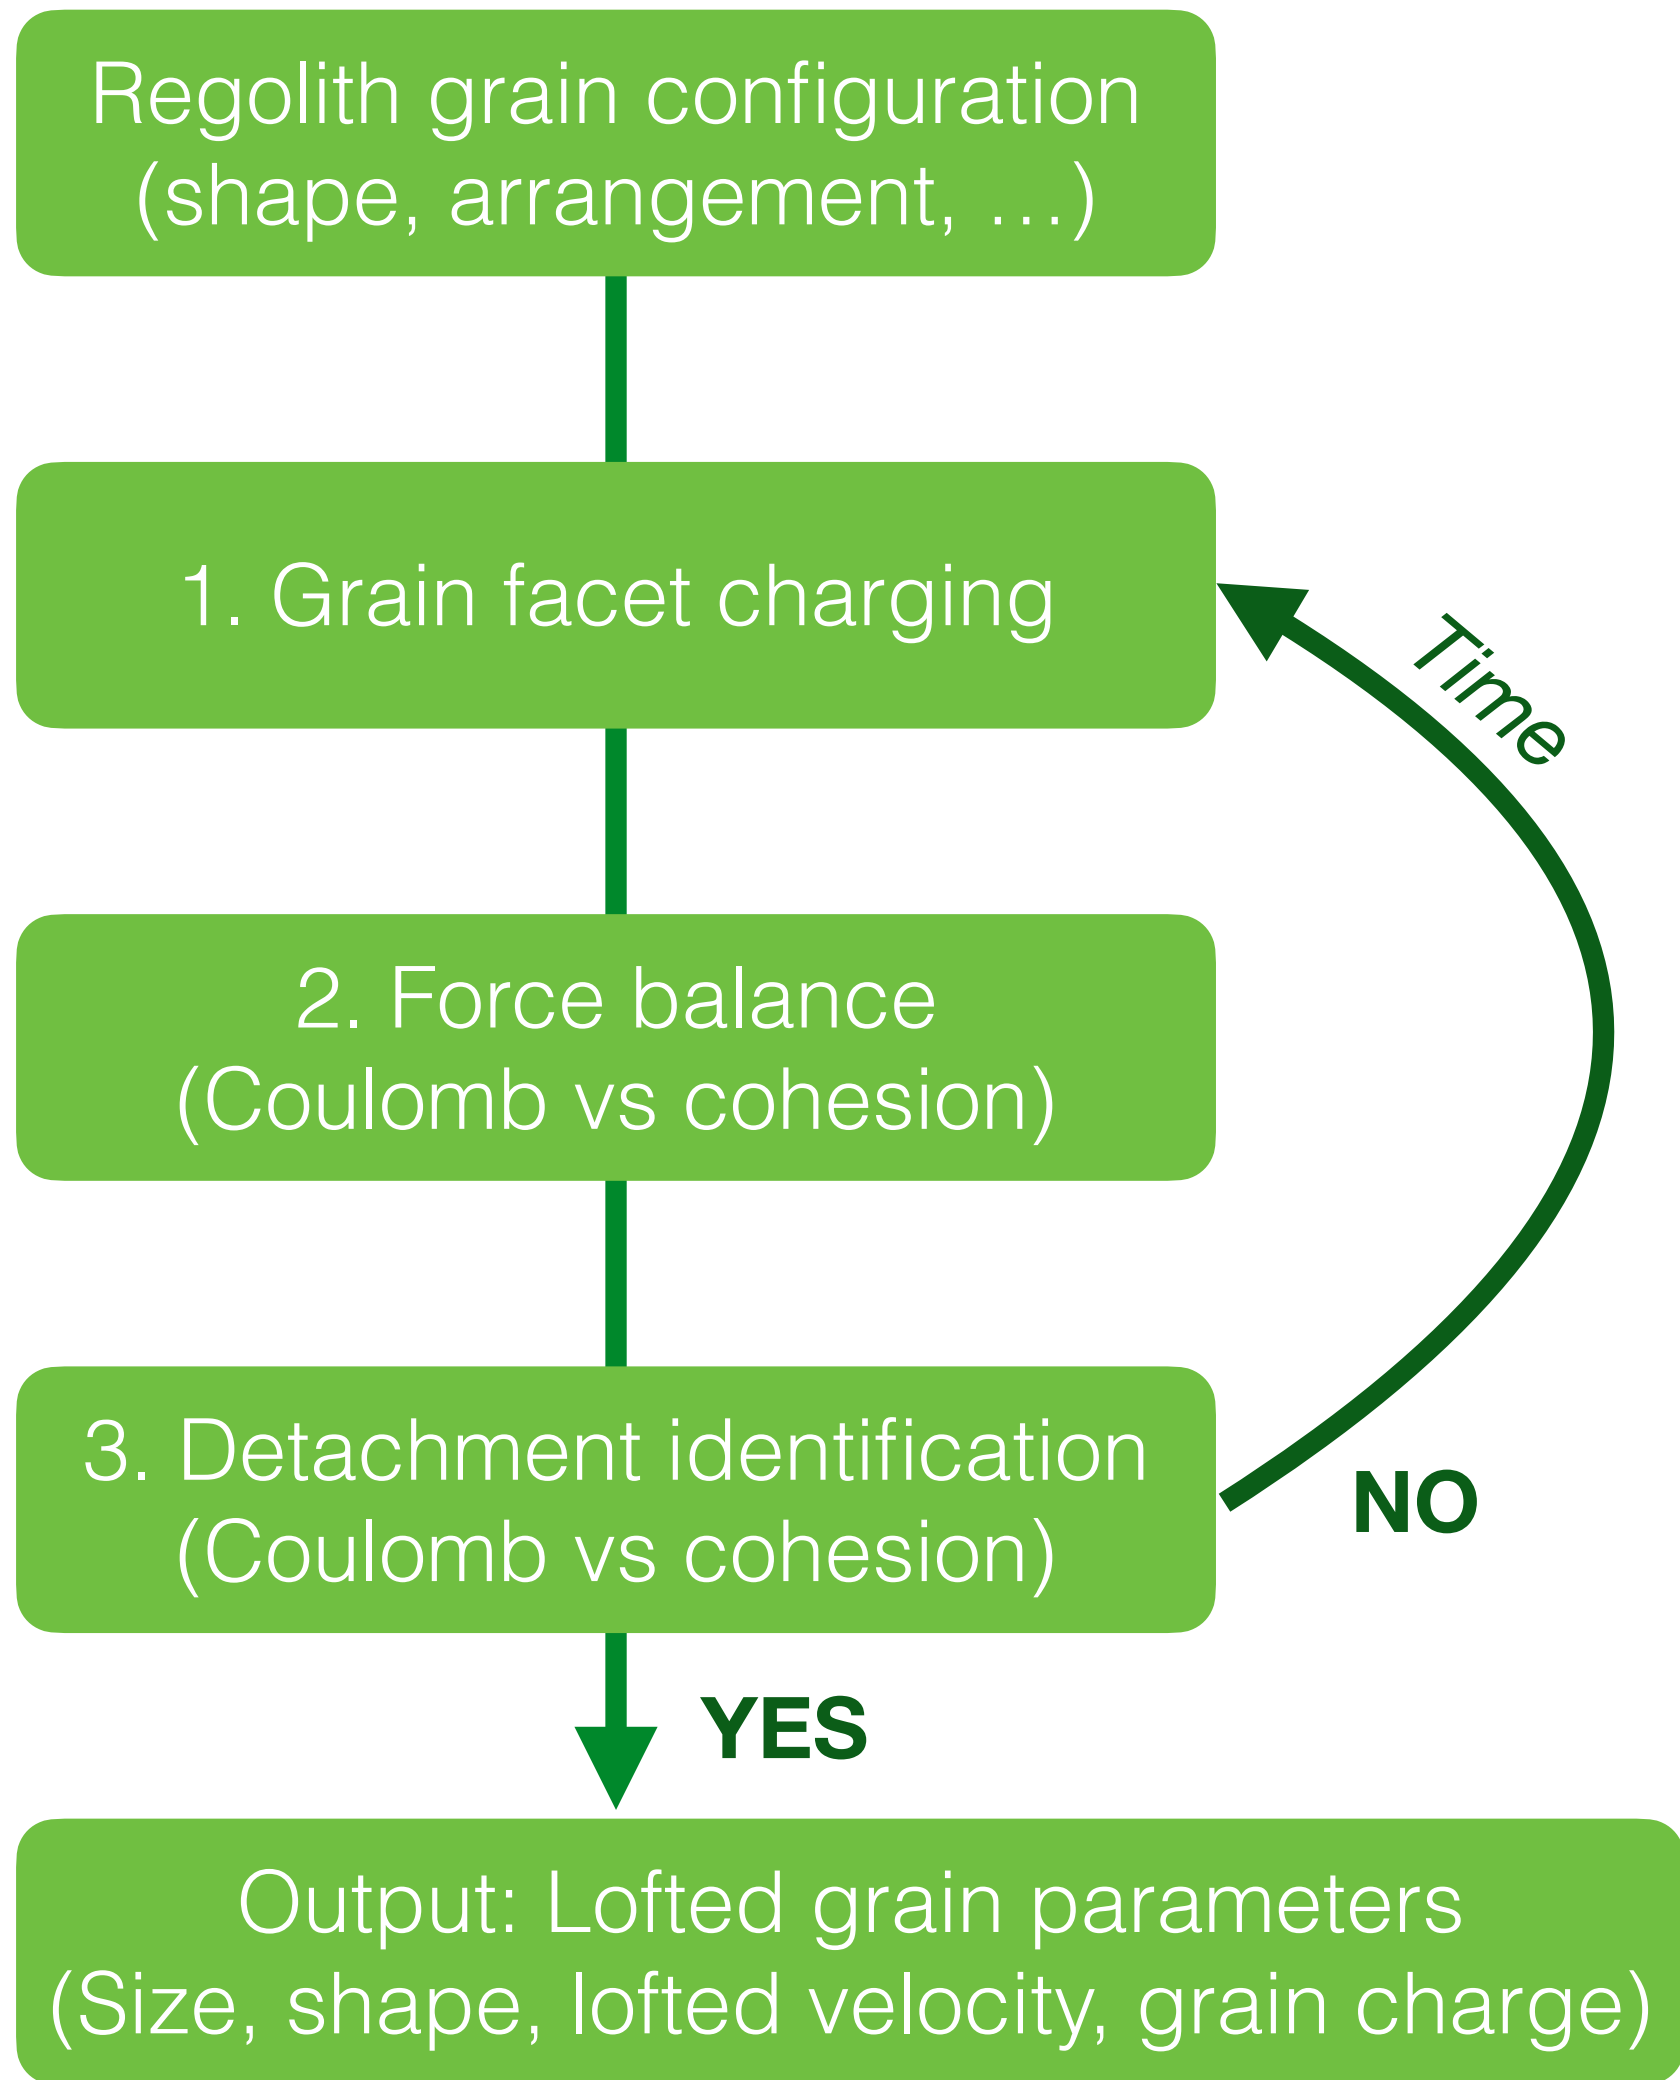 Regolith grain configuration
(shape, arrangement, …)
1. Grain facet charging
Time
2. Force balance
(Coulomb vs cohesion)
3. Detachment identification
(Coulomb vs cohesion)
NO
YES
Output: Lofted grain parameters
(Size, shape, lofted velocity, grain charge)